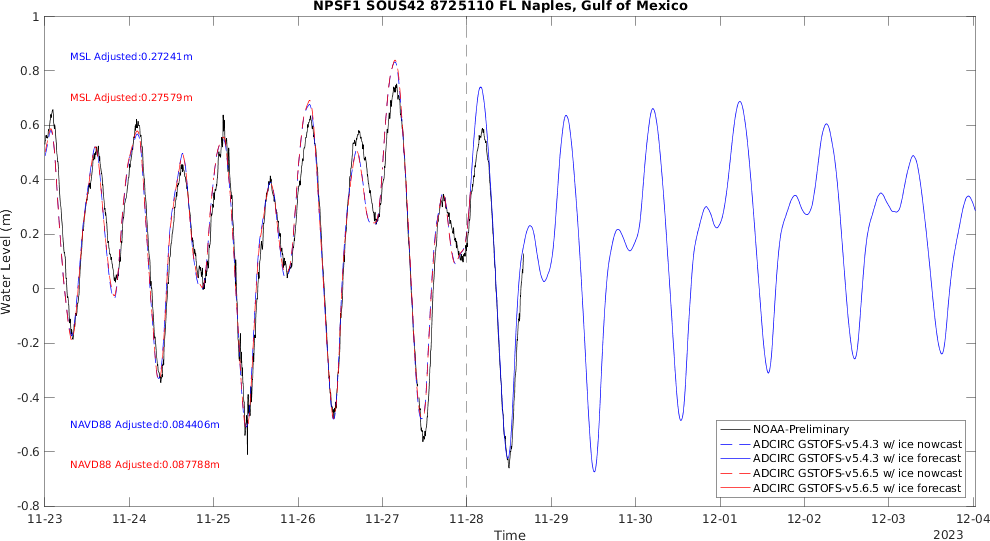 NPSF1 SOUS42 8725110 FL Naples, Gulf of Mexico
1
0.8
0.6
0.4
0.2
0
-0.2
-0.4
-0.6
-0.8
Water Level (m)
MSL Adjusted:0.27241m
MSL Adjusted:0.27579m
NAVD88 Adjusted:0.084406m
NAVD88 Adjusted:0.087788m
NOAA-Preliminary
ADCIRC GSTOFS-v5.4.3 w/ ice nowcast
ADCIRC GSTOFS-v5.4.3 w/ ice forecast
ADCIRC GSTOFS-v5.6.5 w/ ice nowcast
ADCIRC GSTOFS-v5.6.5 w/ ice forecast
11-23 11-24 11-25 11-26 11-27 11-28 11-29 11-30 12-01 12-02 12-03 12-04
Time
2023